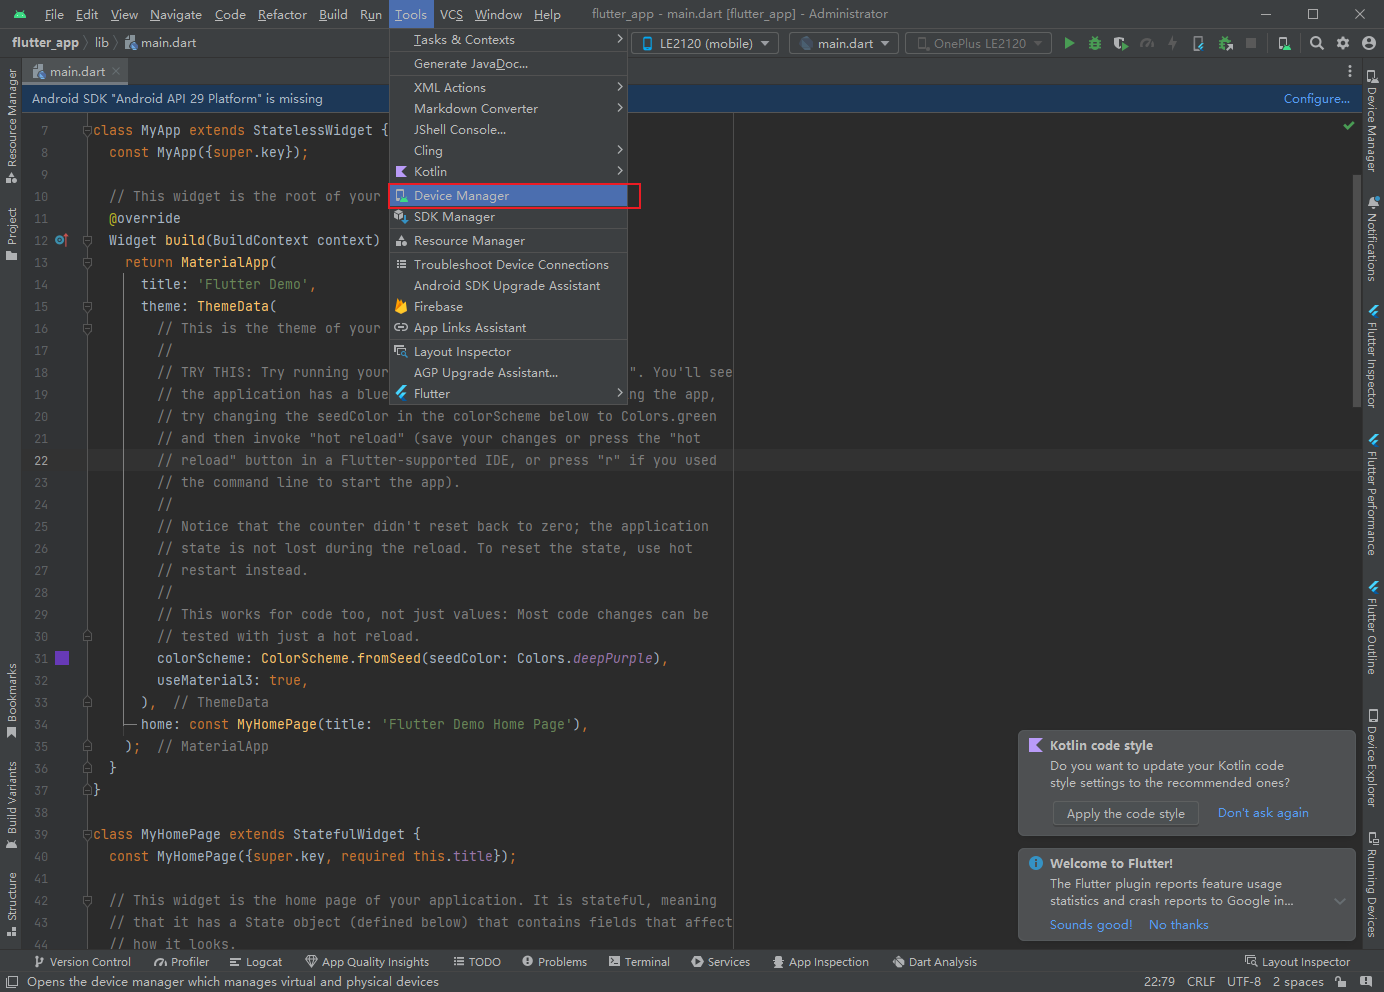 File Edit View Navigate Code Refactor Build Run Tools VCS Window Help flutter_app - main.dart [flutter_app] - Administrator
flutter_app lib main.dart LE2120 (mobile) main.dart OnePlus LE2120
main.dart
Android SDK "Android API 29 Platform" is missing Configure...
Tasks & Contexts
Generate JavaDoc...
XML Actions
Markdown Converter
JShell Console...
Cling
Kotlin
Device Manager
SDK Manager
Resource Manager
Troubleshoot Device Connections
Android SDK Upgrade Assistant
Firebase
App Links Assistant
Layout Inspector
AGP Upgrade Assistant...
Flutter
7 class MyApp extends StatelessWidget {
8 const MyApp({super.key});
9
10 // This widget is the root of your
11 @override
12 Widget build(BuildContext context)
13 return MaterialApp(
14 title: 'Flutter Demo',
15 theme: ThemeData(
16 // This is the theme of your
17 //
18 // TRY THIS: Try running your ". You'll see
19 // the application has a blue ng the app,
20 // try changing the seedColor in the colorScheme below to Colors.green
21 // and then invoke "hot reload" (save your changes or press the "hot
22 // reload" button in a Flutter-supported IDE, or press "r" if you used
23 // the command line to start the app).
24 //
25 // Notice that the counter didn't reset back to zero; the application
26 // state is not lost during the reload. To reset the state, use hot
27 // restart instead.
28 //
29 // This works for code too, not just values: Most code changes can be
30 // tested with just a hot reload.
31 colorScheme: ColorScheme.fromSeed(seedColor: Colors.deepPurple),
32 useMaterial3: true,
33 ), // ThemeData
34 home: const MyHomePage(title: 'Flutter Demo Home Page'),
35 ); // MaterialApp
36 }
37 }
38
39 class MyHomePage extends StatefulWidget {
40 const MyHomePage({super.key, required this.title});
41
42 // This widget is the home page of your application. It is stateful, meaning
43 // that it has a State object (defined below) that contains fields that affect
44 // how it looks.
Resource Manager
Project
Bookmarks
Build Variants
Structure
Device Manager
Notifications
Flutter Inspector
Flutter Performance
Flutter Outline
Device Explorer
Running Devices
Kotlin code style
Do you want to update your Kotlin code
style settings to the recommended ones?
Apply the code style Don't ask again
Welcome to Flutter!
The Flutter plugin reports feature usage
statistics and crash reports to Google in...
Sounds good! No thanks
Version Control Profiler Logcat App Quality Insights TODO Problems Terminal Services App Inspection Dart Analysis Layout Inspector
Opens the device manager which manages virtual and physical devices 22:79 CRLF UTF-8 2 spaces